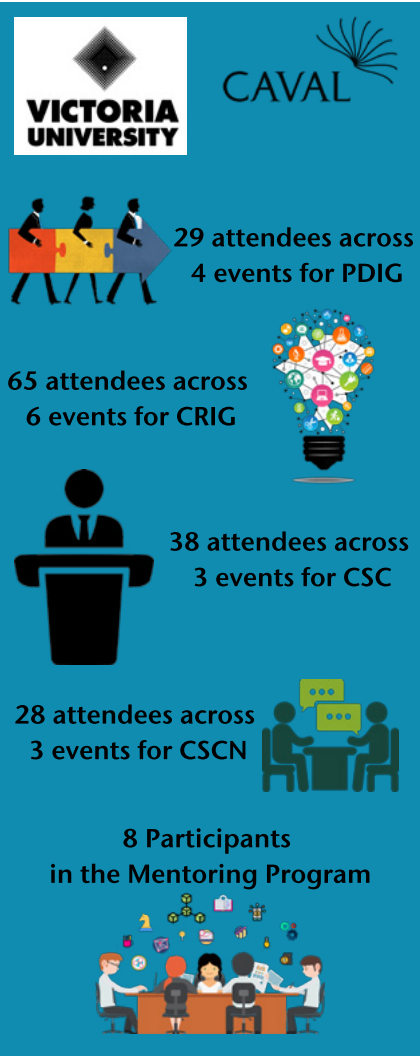 VICTORIA
UNIVERSITY
CAVAL
29 attendees across
4 events for PDIG
65 attendees across
6 events for CRIG
38 attendees across
3 events for CSC
28 attendees across
3 events for CSCN
8 Participants
in the Mentoring Program